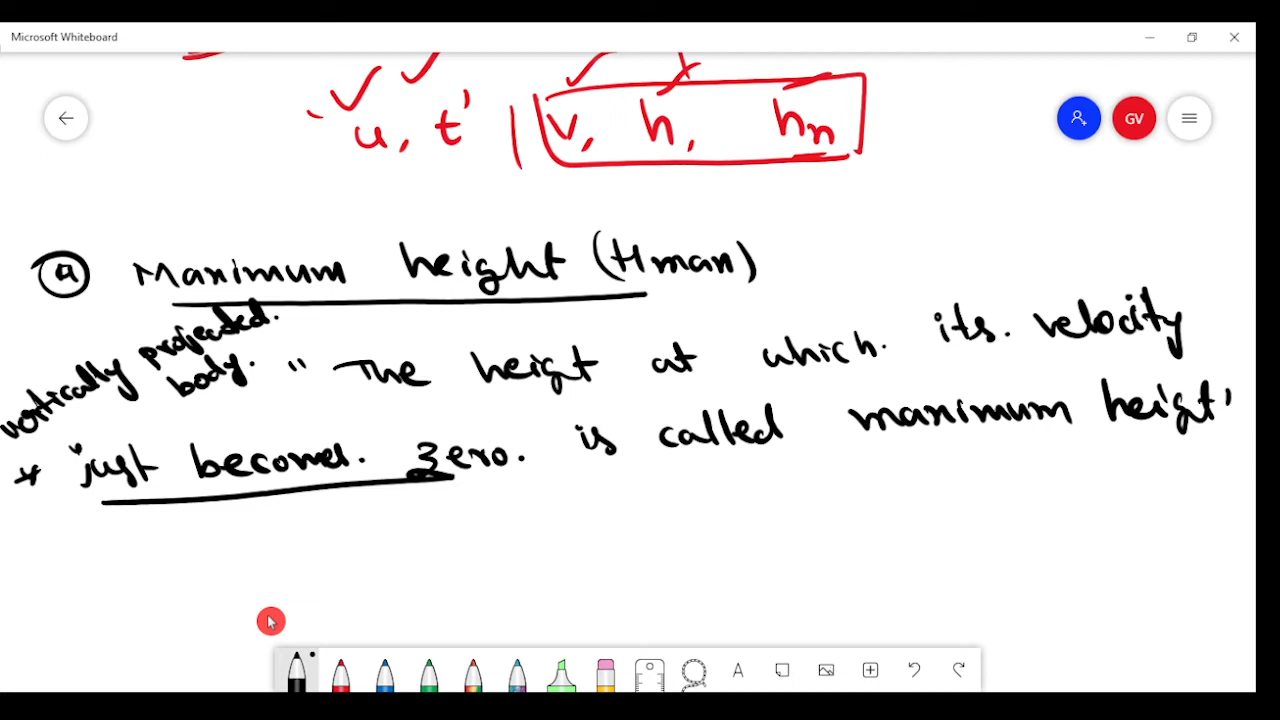 Microsoft Whiteboard
'u, t' | v, h, hn
GV
a Maximum height (Hmax)
vertically projected.
body. "The height at which. its. velocity
* "just becomes. Zero. is called maximum height'
A